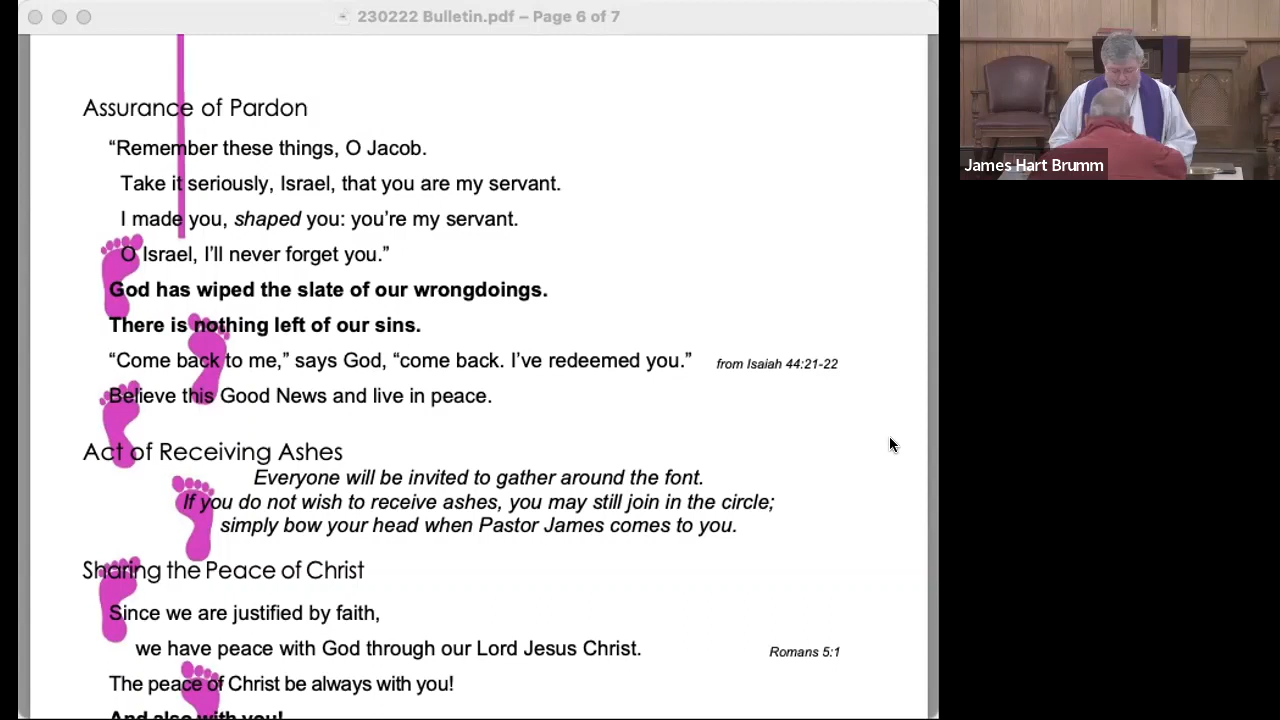 230222 Bulletin.pdf – Page 6 of 7
Assurance of Pardon
“Remember these things, O Jacob.
Take it seriously, Israel, that you are my servant.
I made you, shaped you: you’re my servant.
O Israel, I’ll never forget you.”
God has wiped the slate of our wrongdoings.
There is nothing left of our sins.
“Come back to me,” says God, “come back. I’ve redeemed you.” from Isaiah 44:21-22
Believe this Good News and live in peace.
Act of Receiving Ashes
Everyone will be invited to gather around the font.
If you do not wish to receive ashes, you may still join in the circle;
simply bow your head when Pastor James comes to you.
Sharing the Peace of Christ
Since we are justified by faith,
we have peace with God through our Lord Jesus Christ. Romans 5:1
The peace of Christ be always with you!
And also with you!
James Hart Brumm